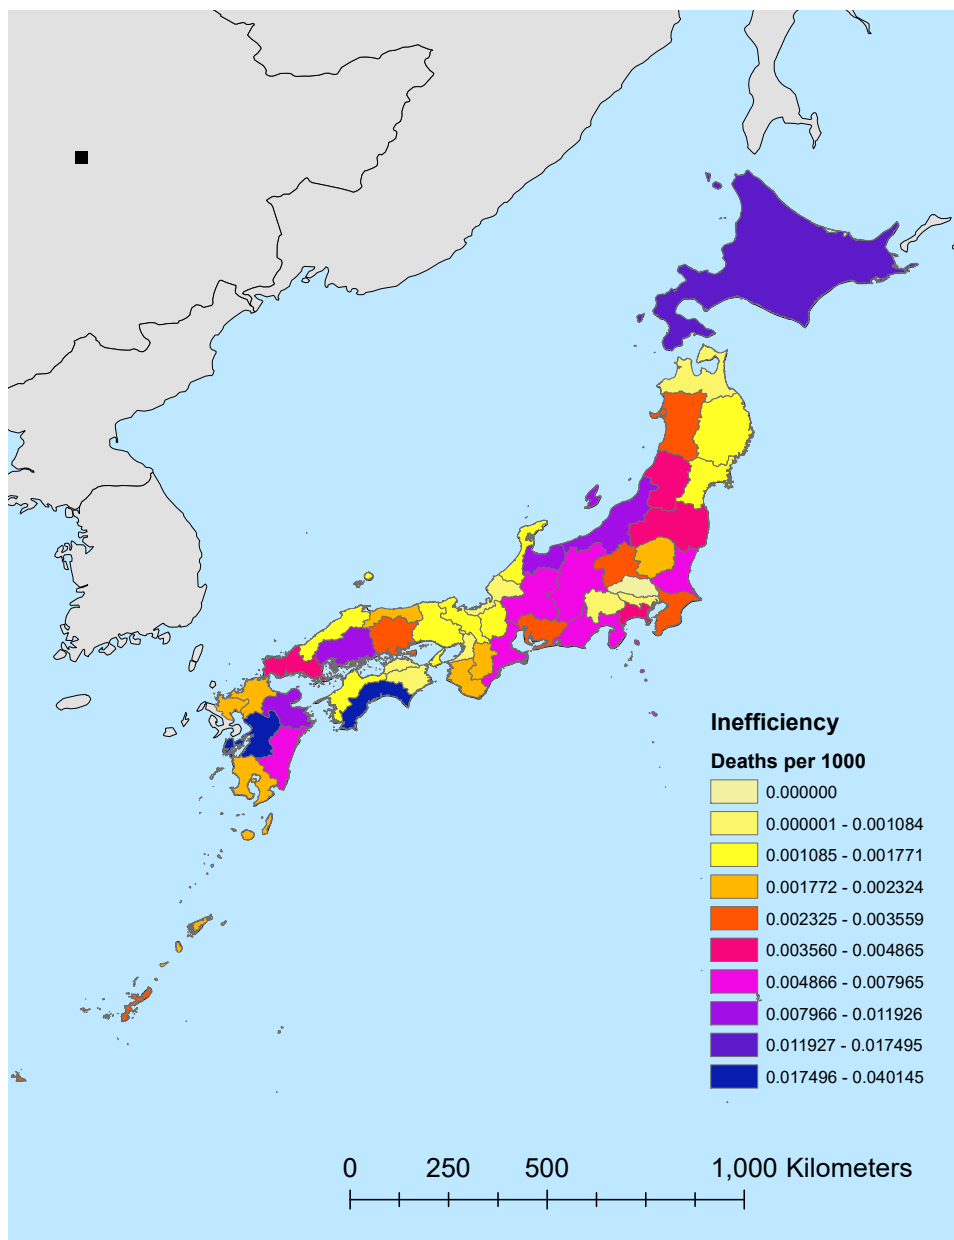 Inefficiency
Deaths per 1000
0.000000
0.000001 - 0.001084
0.001085 - 0.001771
0.001772 - 0.002324
0.002325 - 0.003559
0.003560 - 0.004865
0.004866 - 0.007965
0.007966 - 0.011926
0.011927 - 0.017495
0.017496 - 0.040145
0 250 500 1,000 Kilometers